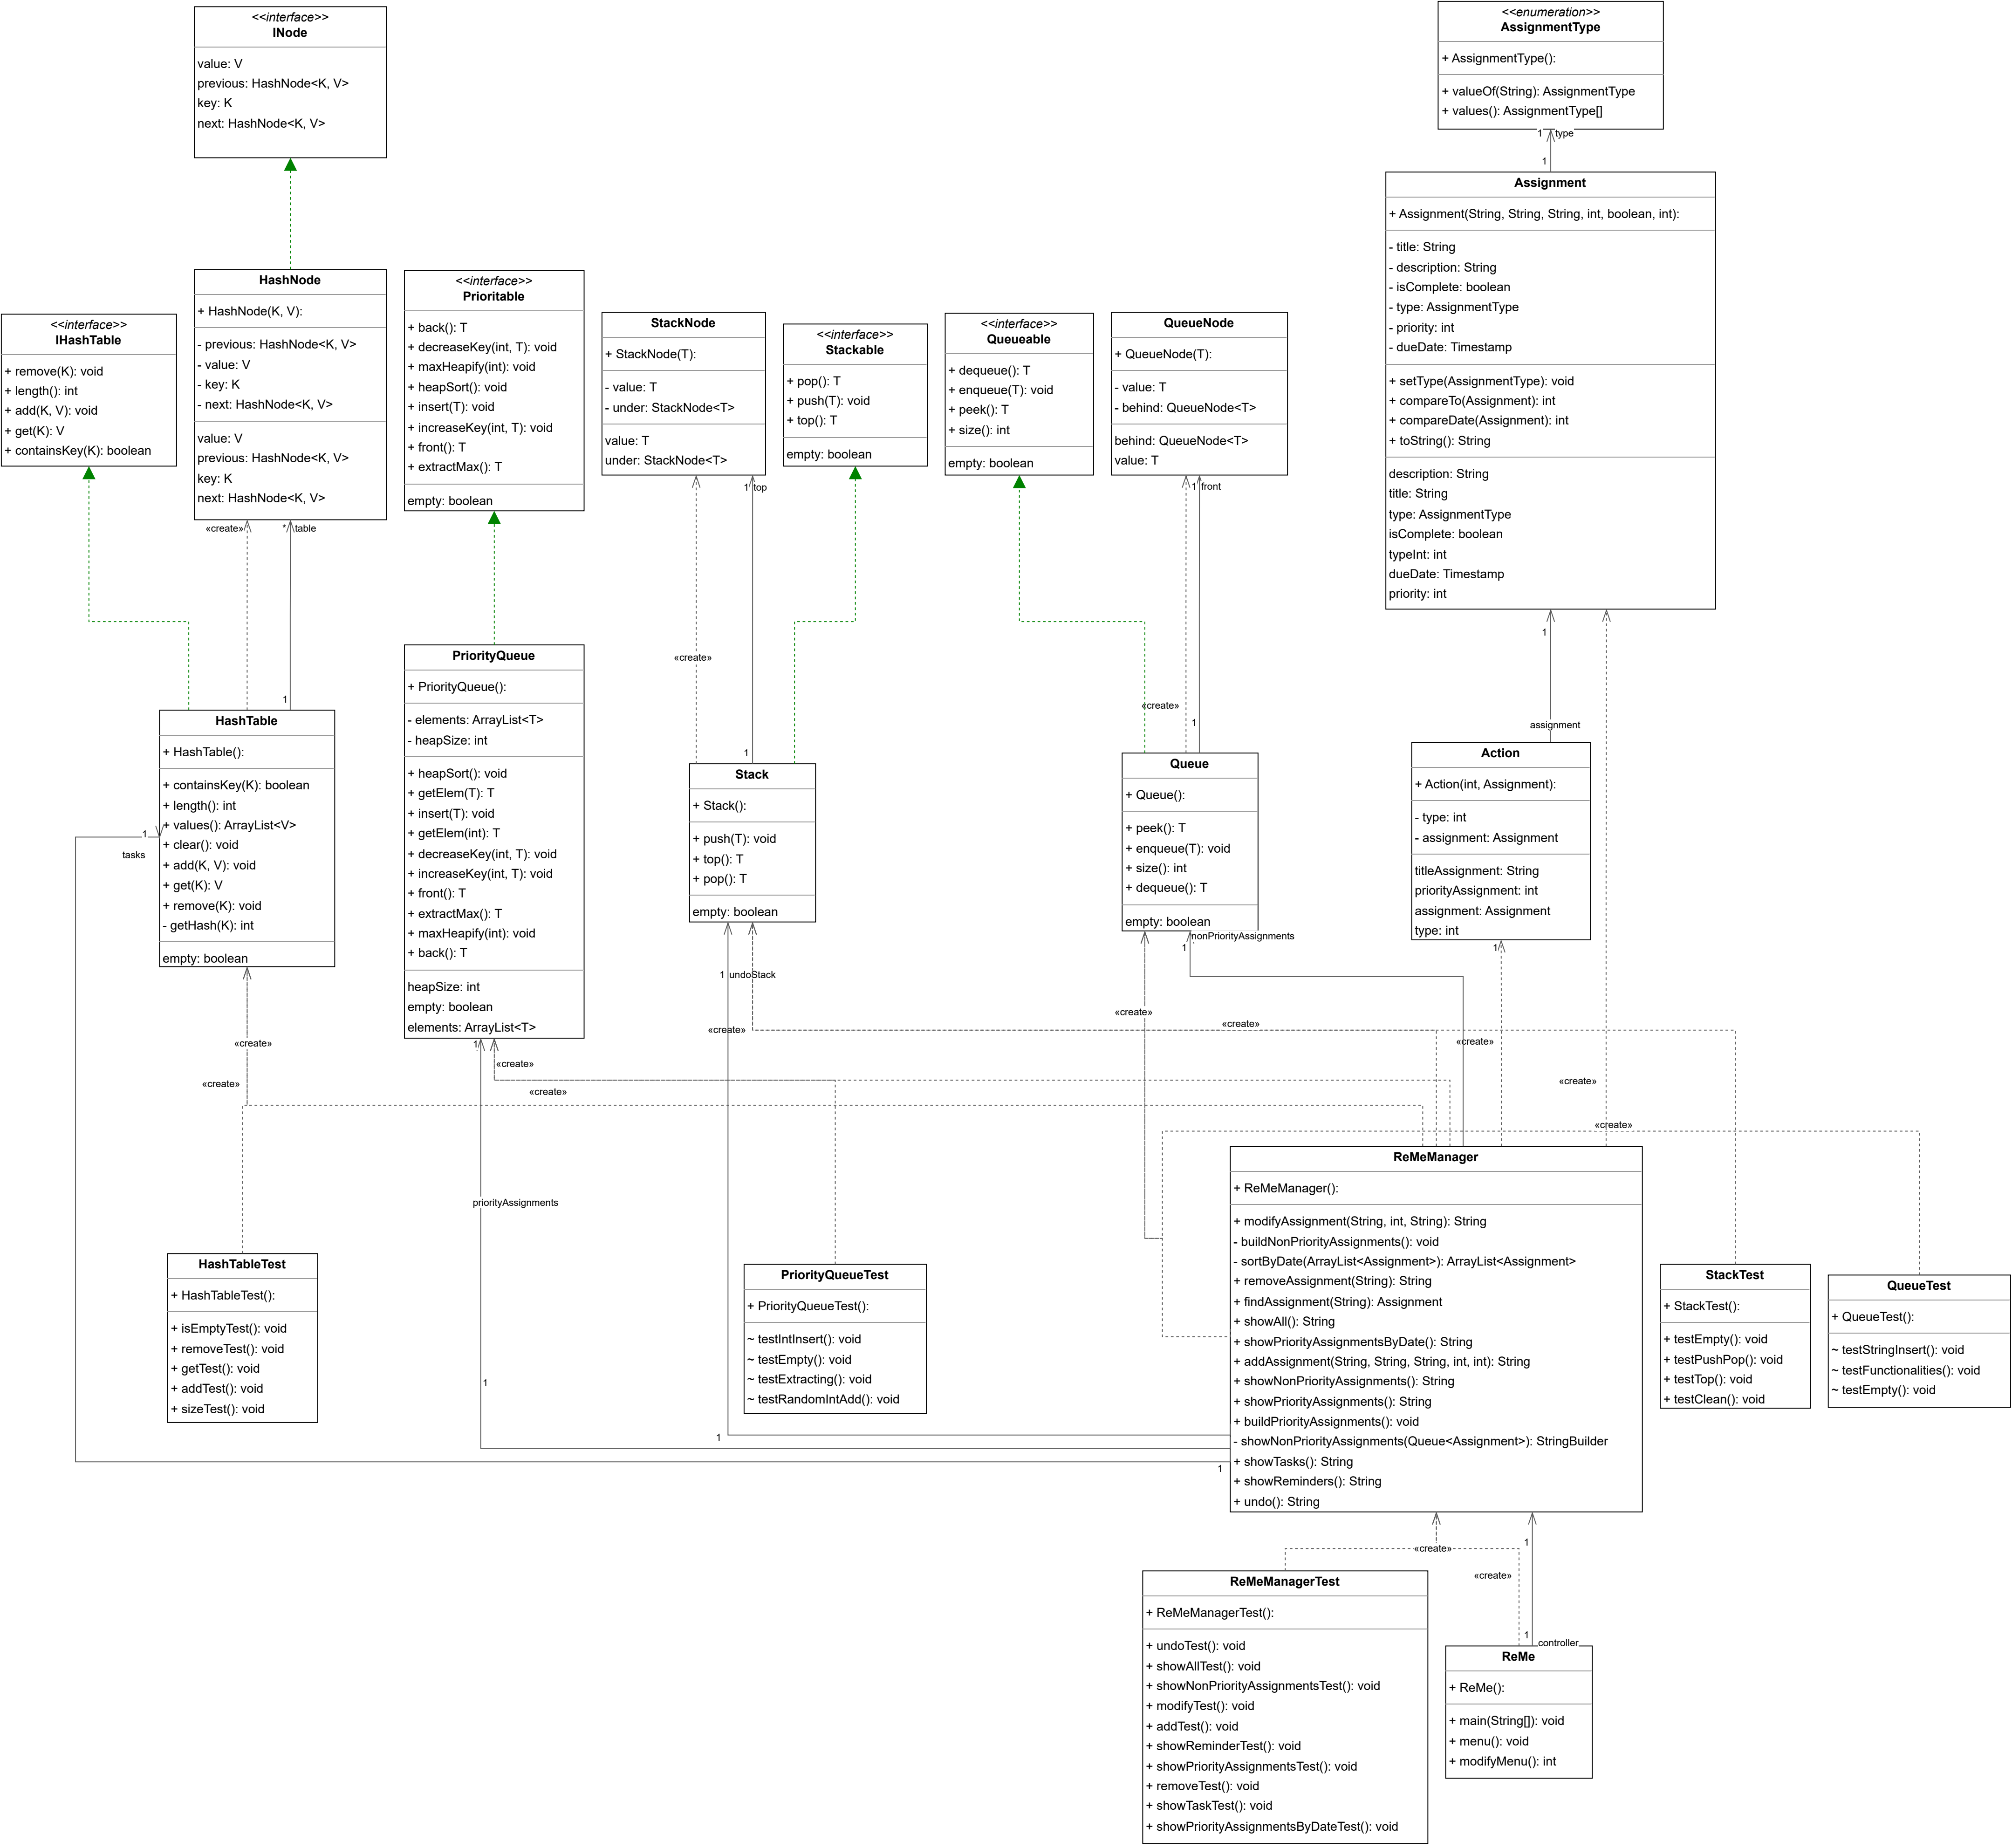 <<interface>>
INode
value: V
previous: HashNode<K, V>
key: K
next: HashNode<K, V>
<<enumeration>>
AssignmentType
+ AssignmentType():
+ valueOf(String): AssignmentType
+ values(): AssignmentType[]
1
type
1
Assignment
+ Assignment(String, String, String, int, boolean, int):
- title: String
- description: String
- isComplete: boolean
- type: AssignmentType
- priority: int
- dueDate: Timestamp
+ setType(AssignmentType): void
+ compareTo(Assignment): int
+ compareDate(Assignment): int
+ toString(): String
description: String
title: String
type: AssignmentType
isComplete: boolean
typeInt: int
dueDate: Timestamp
priority: int
<<interface>>
IHashTable
+ remove(K): void
+ length(): int
+ add(K, V): void
+ get(K): V
+ containsKey(K): boolean
HashNode
+ HashNode(K, V):
- previous: HashNode<K, V>
- value: V
- key: K
- next: HashNode<K, V>
value: V
previous: HashNode<K, V>
key: K
next: HashNode<K, V>
<<interface>>
Prioritable
+ back(): T
+ decreaseKey(int, T): void
+ maxHeapify(int): void
+ heapSort(): void
+ insert(T): void
+ increaseKey(int, T): void
+ front(): T
+ extractMax(): T
empty: boolean
StackNode
+ StackNode(T):
- value: T
- under: StackNode<T>
value: T
under: StackNode<T>
<<interface>>
Stackable
+ pop(): T
+ push(T): void
+ top(): T
empty: boolean
<<interface>>
Queueable
+ dequeue(): T
+ enqueue(T): void
+ peek(): T
+ size(): int
empty: boolean
QueueNode
+ QueueNode(T):
- value: T
- behind: QueueNode<T>
behind: QueueNode<T>
value: T
«create»
*
table
1
1
top
«create»
1
1
front
«create»
1
1
assignment
HashTable
+ HashTable():
+ containsKey(K): boolean
+ length(): int
+ values(): ArrayList<V>
+ clear(): void
+ add(K, V): void
+ get(K): V
+ remove(K): void
- getHash(K): int
empty: boolean
1
tasks
PriorityQueue
+ PriorityQueue():
- elements: ArrayList<T>
- heapSize: int
+ heapSort(): void
+ getElem(T): T
+ insert(T): void
+ getElem(int): T
+ decreaseKey(int, T): void
+ increaseKey(int, T): void
+ front(): T
+ extractMax(): T
+ maxHeapify(int): void
+ back(): T
heapSize: int
empty: boolean
elements: ArrayList<T>
Stack
+ Stack():
+ push(T): void
+ top(): T
+ pop(): T
empty: boolean
Queue
+ Queue():
+ peek(): T
+ enqueue(T): void
+ size(): int
+ dequeue(): T
empty: boolean
Action
+ Action(int, Assignment):
- type: int
- assignment: Assignment
titleAssignment: String
priorityAssignment: int
assignment: Assignment
type: int
1
nonPriorityAssignments
1
1
undoStack
«create»
«create»
«create»
«create»
«create»
«create»
1
«create»
«create»
«create»
«create»
priorityAssignments
1
1
1
ReMeManager
+ ReMeManager():
+ modifyAssignment(String, int, String): String
- buildNonPriorityAssignments(): void
- sortByDate(ArrayList<Assignment>): ArrayList<Assignment>
+ removeAssignment(String): String
+ findAssignment(String): Assignment
+ showAll(): String
+ showPriorityAssignmentsByDate(): String
+ addAssignment(String, String, String, int, int): String
+ showNonPriorityAssignments(): String
+ showPriorityAssignments(): String
+ buildPriorityAssignments(): void
- showNonPriorityAssignments(Queue<Assignment>): StringBuilder
+ showTasks(): String
+ showReminders(): String
+ undo(): String
HashTableTest
+ HashTableTest():
+ isEmptyTest(): void
+ removeTest(): void
+ getTest(): void
+ addTest(): void
+ sizeTest(): void
PriorityQueueTest
+ PriorityQueueTest():
~ testIntInsert(): void
~ testEmpty(): void
~ testExtracting(): void
~ testRandomIntAdd(): void
StackTest
+ StackTest():
+ testEmpty(): void
+ testPushPop(): void
+ testTop(): void
+ testClean(): void
QueueTest
+ QueueTest():
~ testStringInsert(): void
~ testFunctionalities(): void
~ testEmpty(): void
«create»
1
«create»
1
controller
ReMeManagerTest
+ ReMeManagerTest():
+ undoTest(): void
+ showAllTest(): void
+ showNonPriorityAssignmentsTest(): void
+ modifyTest(): void
+ addTest(): void
+ showReminderTest(): void
+ showPriorityAssignmentsTest(): void
+ removeTest(): void
+ showTaskTest(): void
+ showPriorityAssignmentsByDateTest(): void
ReMe
+ ReMe():
+ main(String[]): void
+ menu(): void
+ modifyMenu(): int